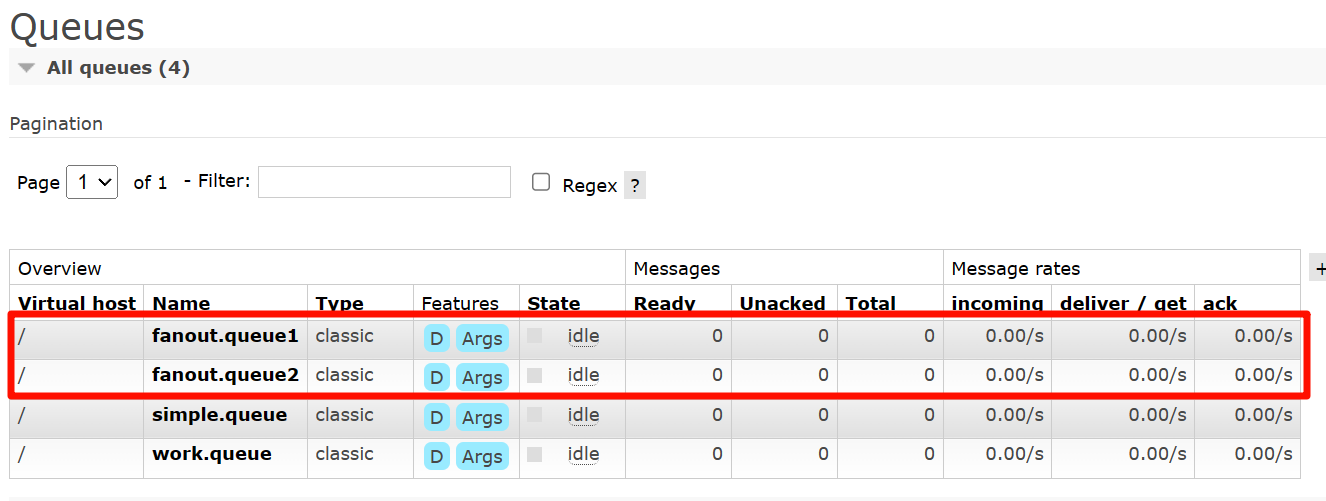 Queues
All queues (4)
Pagination
Page 1 of 1 - Filter: Regex ?
Overview Messages Message rates +
Virtual host Name Type Features State Ready Unacked Total incoming deliver / get ack
/ fanout.queue1 classic D Args idle 0 0 0 0.00/s 0.00/s 0.00/s
/ fanout.queue2 classic D Args idle 0 0 0 0.00/s 0.00/s 0.00/s
/ simple.queue classic D Args idle 0 0 0 0.00/s 0.00/s 0.00/s
/ work.queue classic D Args idle 0 0 0 0.00/s 0.00/s 0.00/s